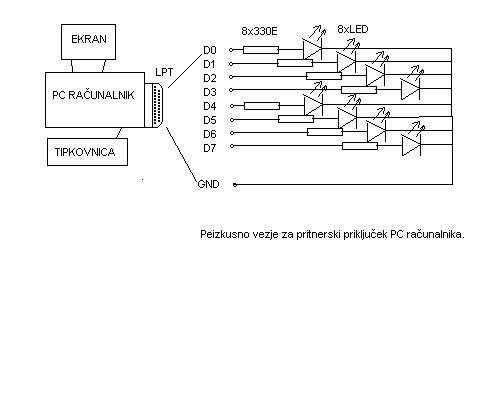 EKRAN
PC RAČUNALNIK
TIPKOVNICA
LPT
8x330E
8xLED
D0
D1
D2
D3
D4
D5
D6
D7
GND
Peizkusno vezje za pritnerski priključek PC računalnika.